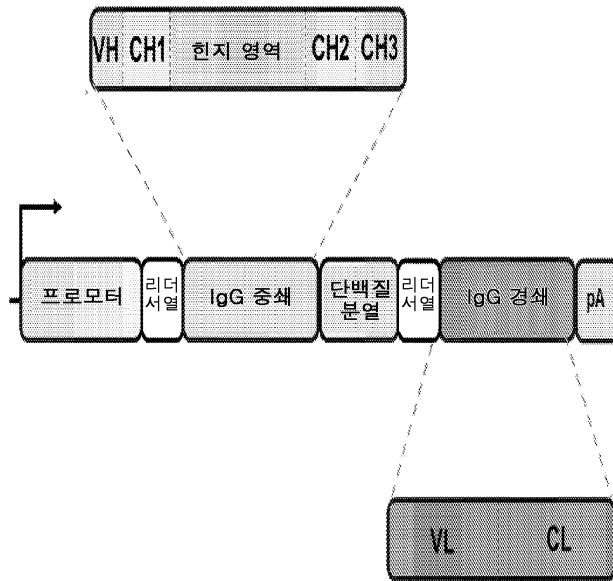 VH CH1 힌지 영역 CH2 CH3
프로모터
리더
서열
IgG 중쇄
단백질
분열
리더
서열
IgG 경쇄
pA
VL CL